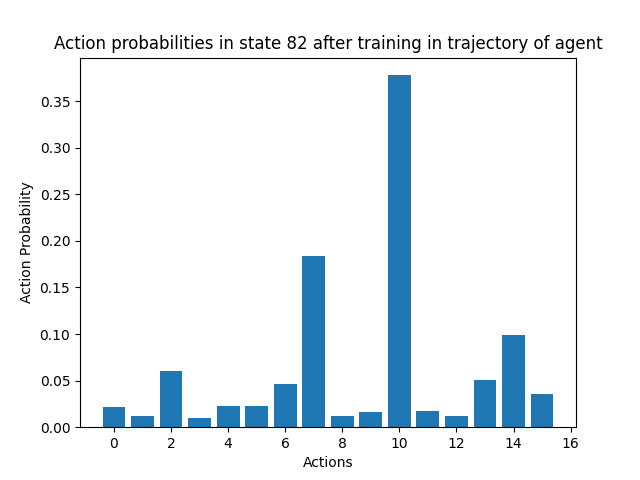 Action probabilities in state 82 after training in trajectory of agent
0.35
0.30
0.25
0.20
0.15
0.10
0.05
0.00
Action Probability
0 2 4 6 8 10 12 14 16
Actions